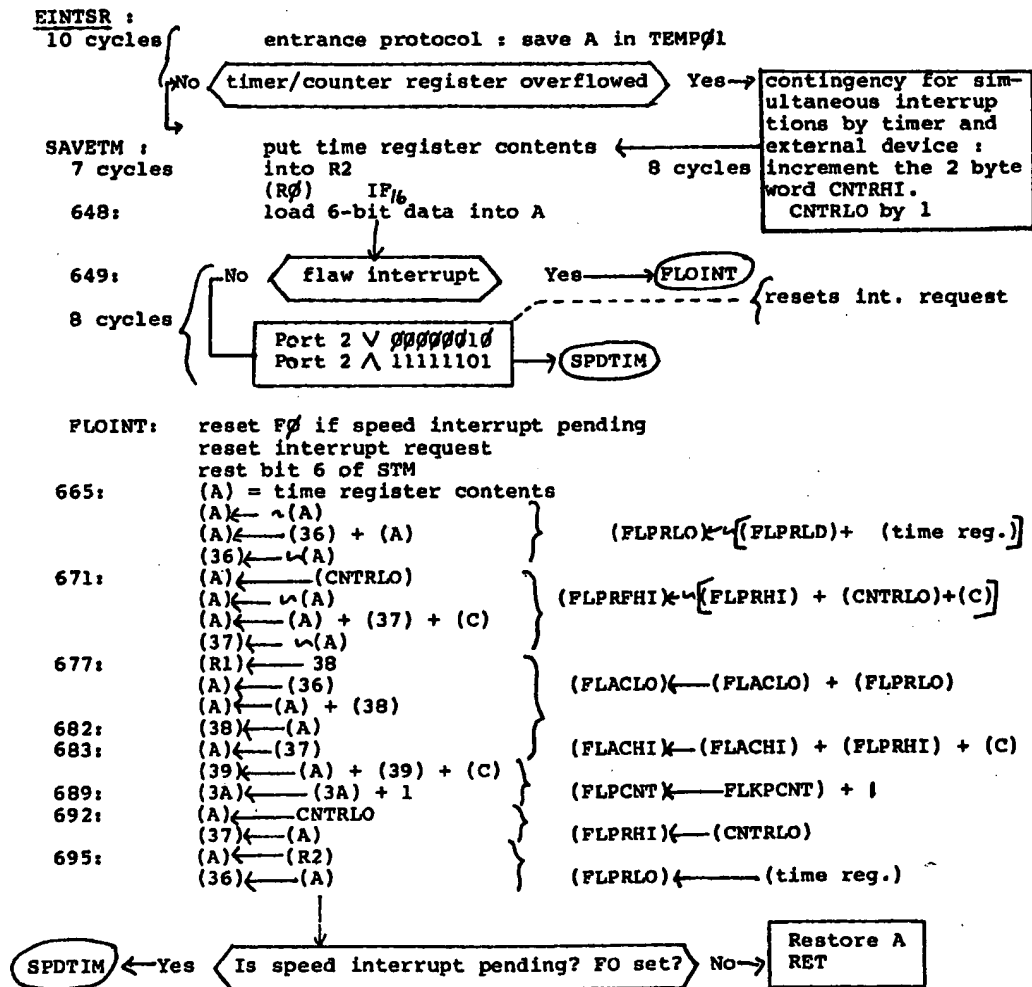 EINTSR :
10 cycles entrance protocol : save A in TEMPØ1
No timer/counter register overflowed Yes→ contingency for sim-
ultaneous interrup
tions by timer and
external device :
increment the 2 byte
word CNTRHI.
CNTRLO by 1
SAVETM : put time register contents ←
7 cycles into R2 8 cycles
(RØ) IF16
648: load 6-bit data into A
649: No flaw interrupt Yes→ FLOINT
8 cycles resets int. request
Port 2 V ØØØØØØ1Ø
Port 2 Λ 11111101 → SPDTIM
FLOINT: reset FØ if speed interrupt pending
reset interrupt request
rest bit 6 of STM
665: (A) = time register contents
(A)← ~(A)
(A)← (36) + (A) (FLPRLO)←~[(FLPRLD)+ (time reg.)]
(36)← ~(A)
671: (A)← (CNTRLO)
(A)← ~(A) (FLPRFHI)←~[(FLPRHI) + (CNTRLO)+(C)]
(A)← (A) + (37) + (C)
(37)← ~(A)
677: (R1)← 38
(A)← (36) (FLACLO)←(FLACLO) + (FLPRLO)
(A)← (A) + (38)
682: (38)←(A)
683: (A)← (37) (FLACHI)←(FLACHI) + (FLPRHI) + (C)
(39)← (A) + (39) + (C)
689: (3A)← (3A) + 1 (FLPCNT)←FLKPCNT) + 1
692: (A)← CNTRLO
(37)← (A) (FLPRHI)←(CNTRLO)
695: (A)← (R2)
(36)← (A) (FLPRLO)← (time reg.)
SPDTIM ←Yes Is speed interrupt pending? FO set? No→ Restore A
RET